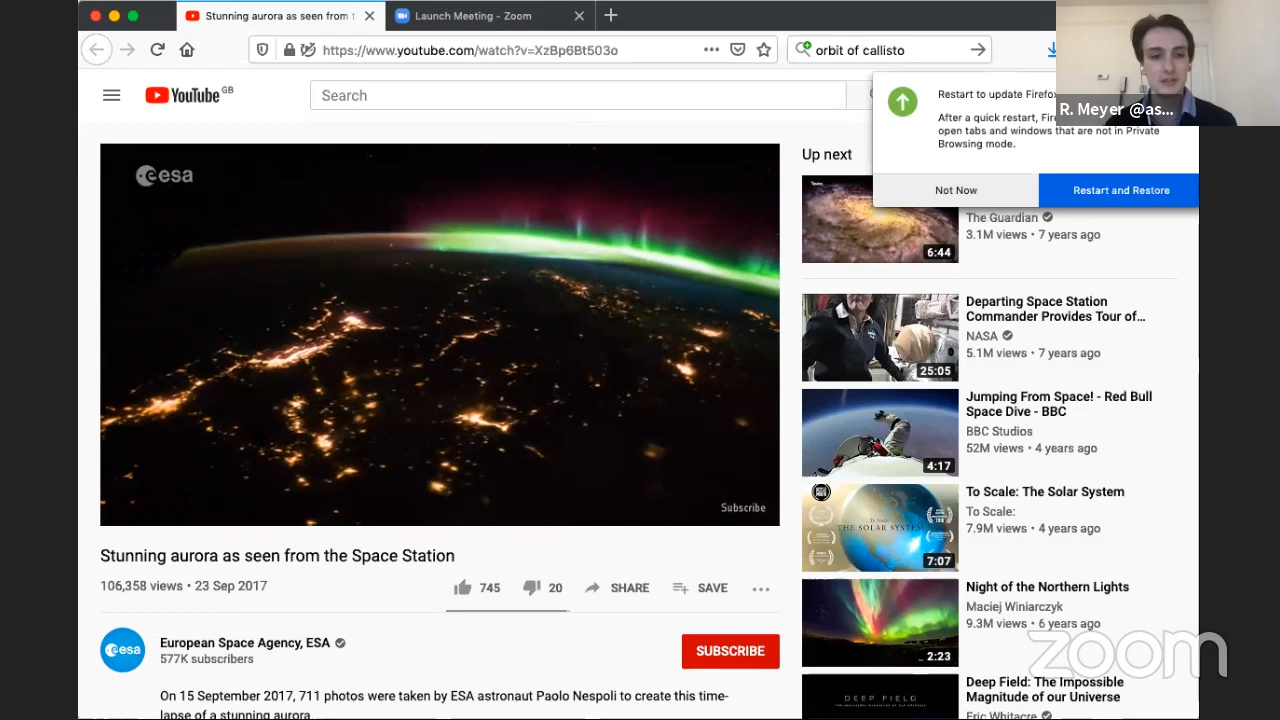 Stunning aurora as seen from t
Launch Meeting - Zoom
https://www.youtube.com/watch?v=XzBp6Bt503o
orbit of callisto
YouTube GB
Search
Restart to update Firefo
After a quick restart, Fire
open tabs and windows that are not in Private
Browsing mode.
Not Now
Restart and Restore
R. Meyer @as...
esa
Subscribe
Up next
6:44
The Guardian
3.1M views • 7 years ago
25:05
Departing Space Station
Commander Provides Tour of…
NASA
5.1M views • 7 years ago
4:17
Jumping From Space! - Red Bull
Space Dive - BBC
BBC Studios
52M views • 4 years ago
To Scale:
THE SOLAR SYSTEM
7:07
To Scale: The Solar System
To Scale:
7.9M views • 4 years ago
2:23
Night of the Northern Lights
Maciej Winiarczyk
9.3M views • 6 years ago
DEEP FIELD
Deep Field: The Impossible
Magnitude of our Universe
Eric Whitacre
Stunning aurora as seen from the Space Station
106,358 views • 23 Sep 2017
745
20
SHARE
SAVE
esa
European Space Agency, ESA
577K subscribers
SUBSCRIBE
On 15 September 2017, 711 photos were taken by ESA astronaut Paolo Nespoli to create this time-
lapse of a stunning aurora
zoom